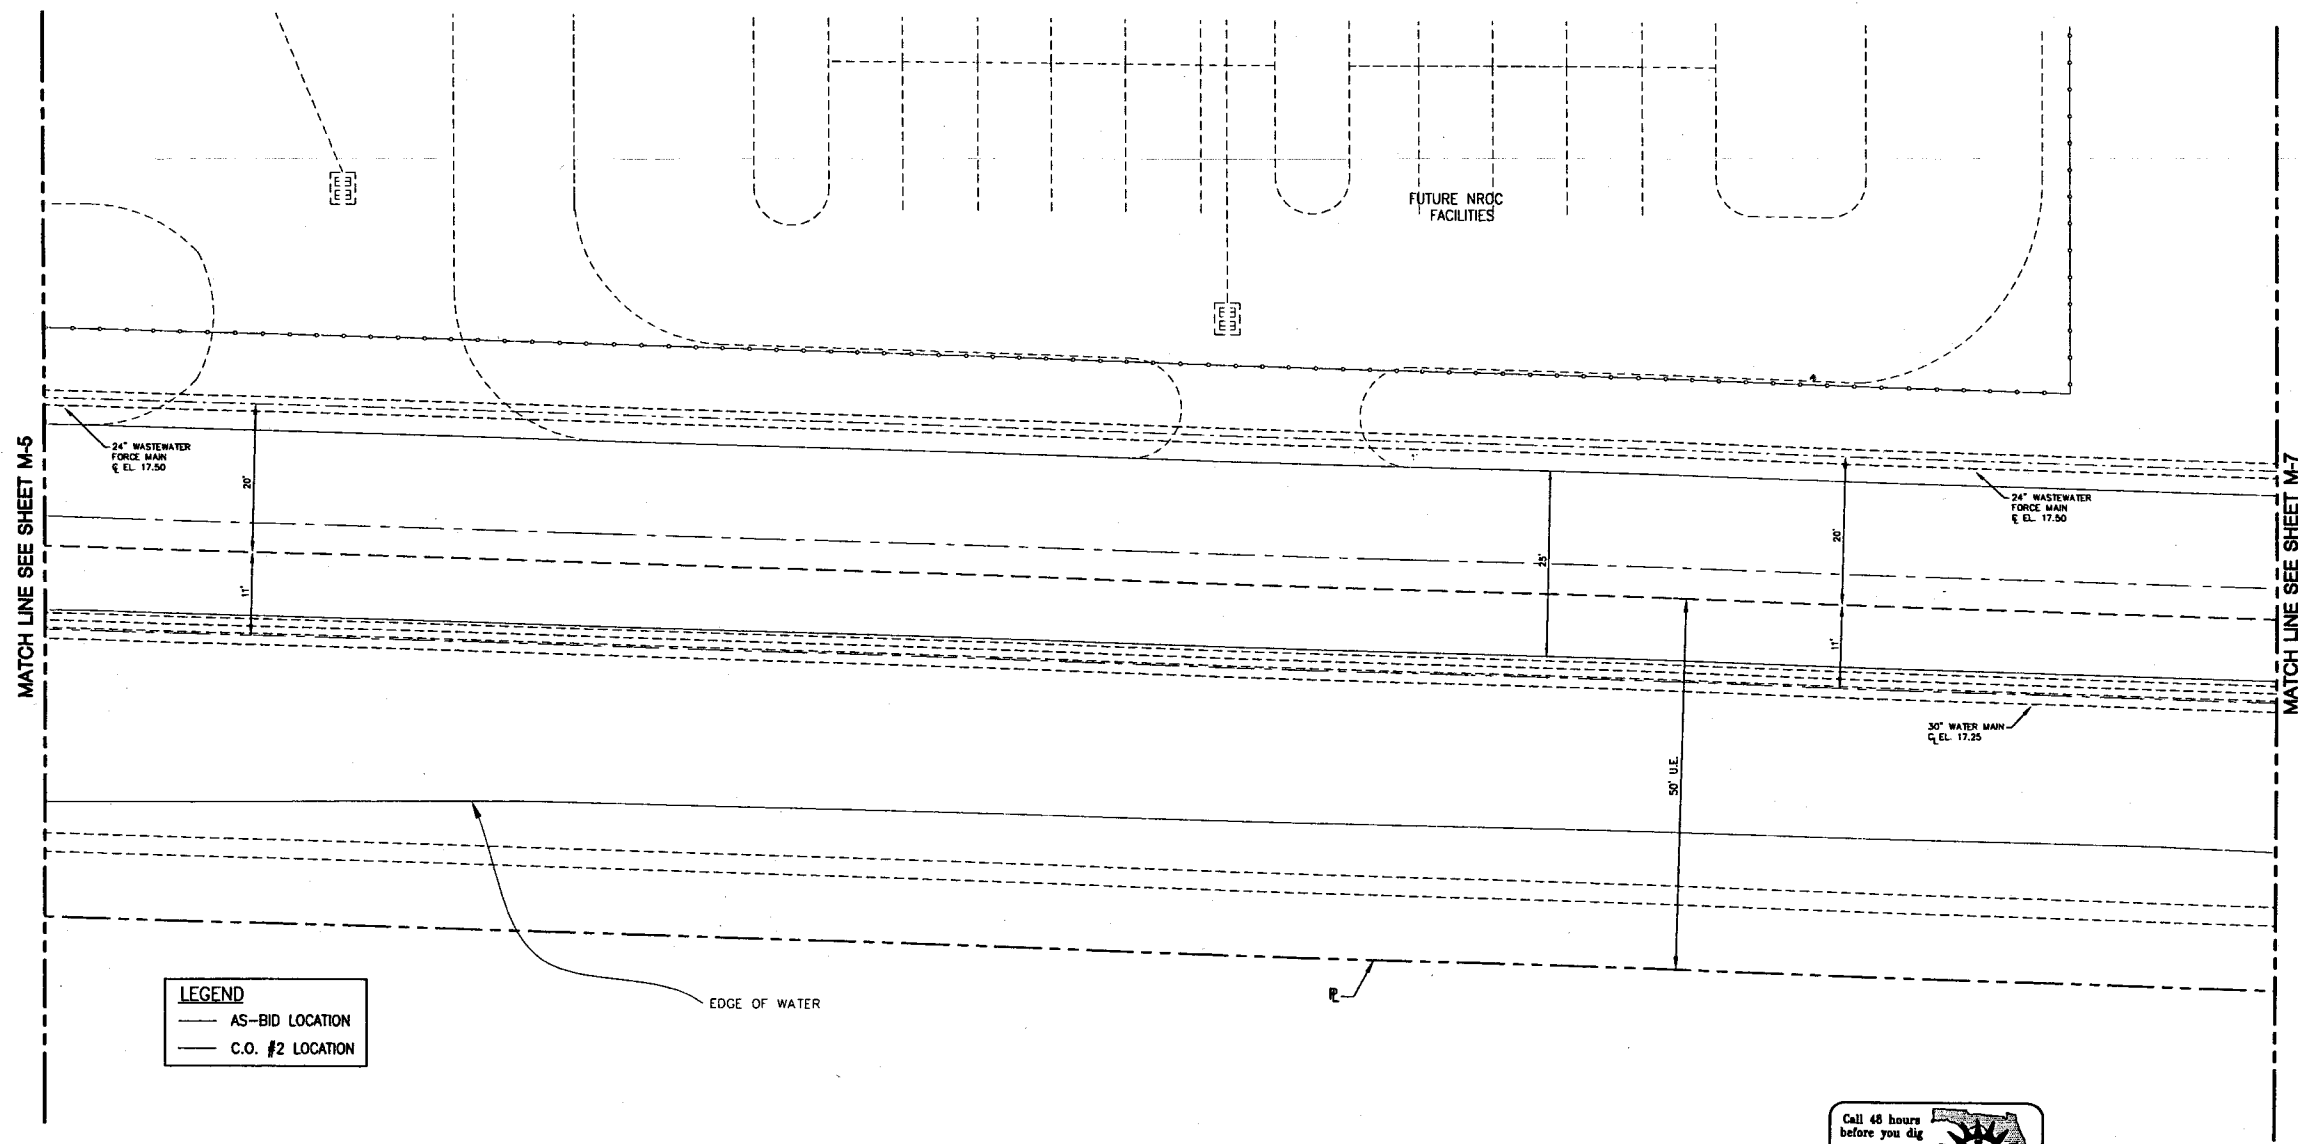 FUTURE NROC
FACILITIES
MATCH LINE SEE SHEET M-5
24" WASTEWATER
FORCE MAIN
℄ EL. 17.50
20'
11'
25'
20'
11'
24" WASTEWATER
FORCE MAIN
℄ EL. 17.50
MATCH LINE SEE SHEET M-7
30" WATER MAIN
℄ EL. 17.25
50' U.E.
EDGE OF WATER
PL
LEGEND
AS-BID LOCATION
C.O. #2 LOCATION
Call 48 hours
before you dig